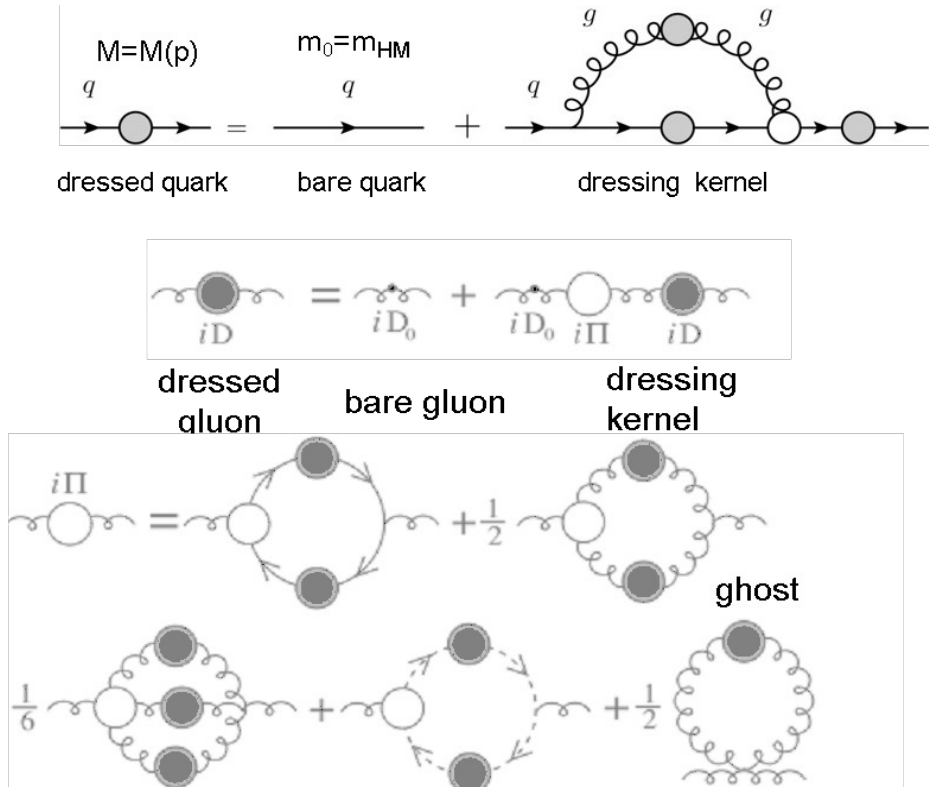 M=M(p) m₀=m_HM
g g
q q q
= +
dressed quark bare quark dressing kernel
= +
iD iD₀ iD₀ iΠ iD
dressed
gluon
bare gluon
dressing
kernel
iΠ
= + 1/2
ghost
1/6 + + 1/2